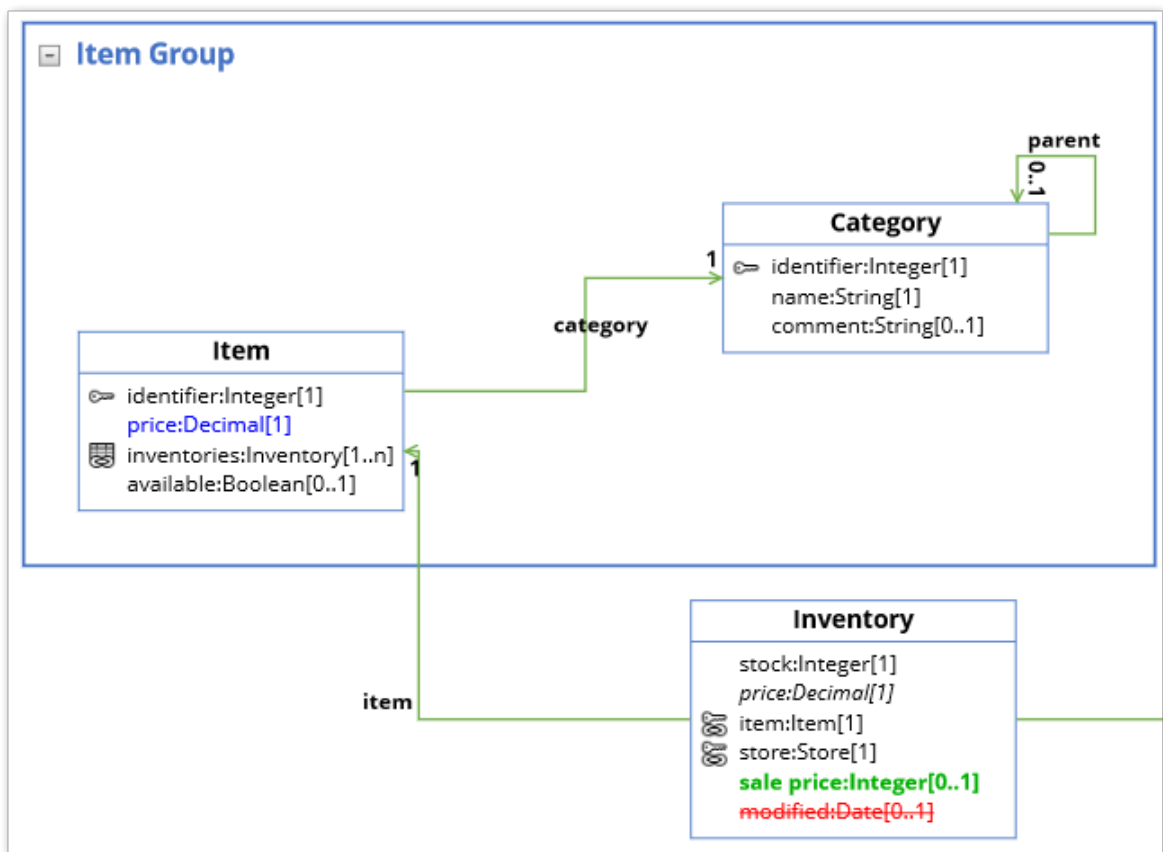 Item Group
parent
0..1
Category
1
identifier:Integer[1]
name:String[1]
comment:String[0..1]
category
Item
identifier:Integer[1]
price:Decimal[1]
inventories:Inventory[1..n]
1
available:Boolean[0..1]
Inventory
stock:Integer[1]
price:Decimal[1]
item
item:Item[1]
store:Store[1]
sale price:Integer[0..1]
modified:Date[0..1]